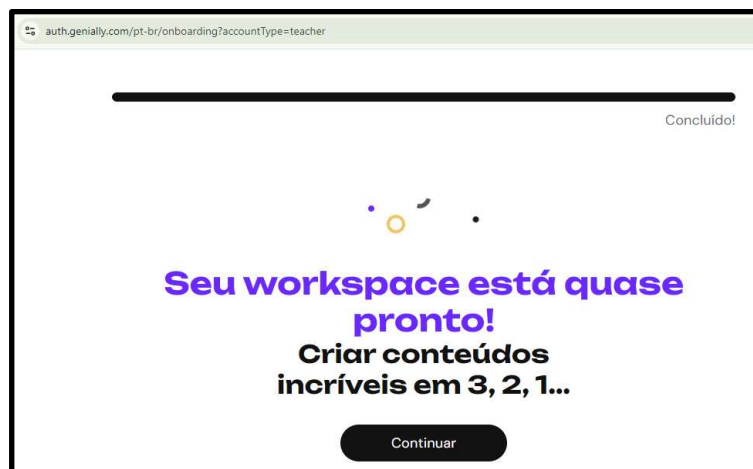 auth.genially.com/pt-br/onboarding?accountType=teacher
Concluído!
Seu workspace está quase
pronto!
Criar conteúdos
incríveis em 3, 2, 1...
Continuar